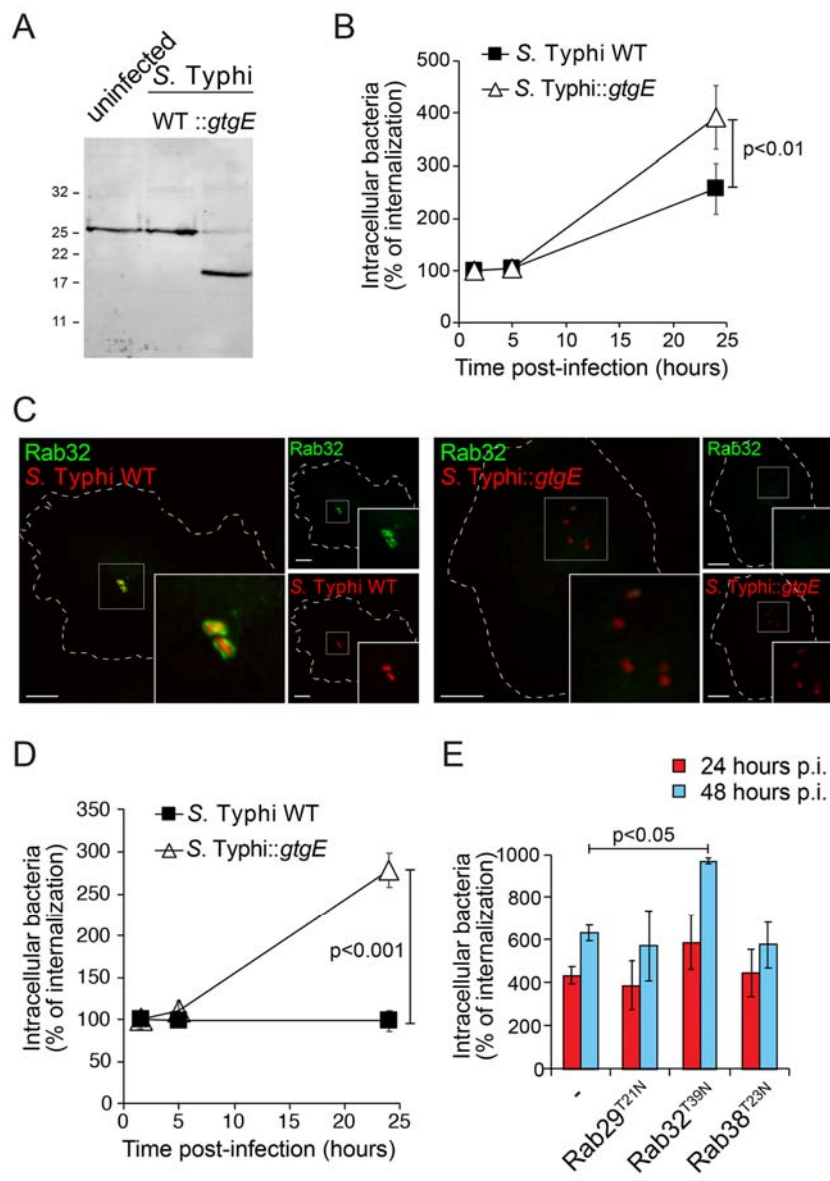 A
uninfected
S. Typhi
WT ::gtgE
32 -
25 -
22 -
17 -
11 -
B
Intracellular bacteria
(% of internalization)
500
400
300
200
100
0
S. Typhi WT
S. Typhi::gtgE
p<0.01
0 5 10 15 20 25
Time post-infection (hours)
C
Rab32
S. Typhi WT
Rab32
S. Typhi WT
Rab32
S. Typhi::gtgE
Rab32
S. Typhi::gtgE
D
Intracellular bacteria
(% of internalization)
350
300
250
200
150
100
50
0
S. Typhi WT
S. Typhi::gtgE
p<0.001
0 5 10 15 20 25
Time post-infection (hours)
E
24 hours p.i.
48 hours p.i.
Intracellular bacteria
(% of internalization)
1000
800
600
400
200
0
p<0.05
-
Rab29T21N
Rab32T39N
Rab38T23N